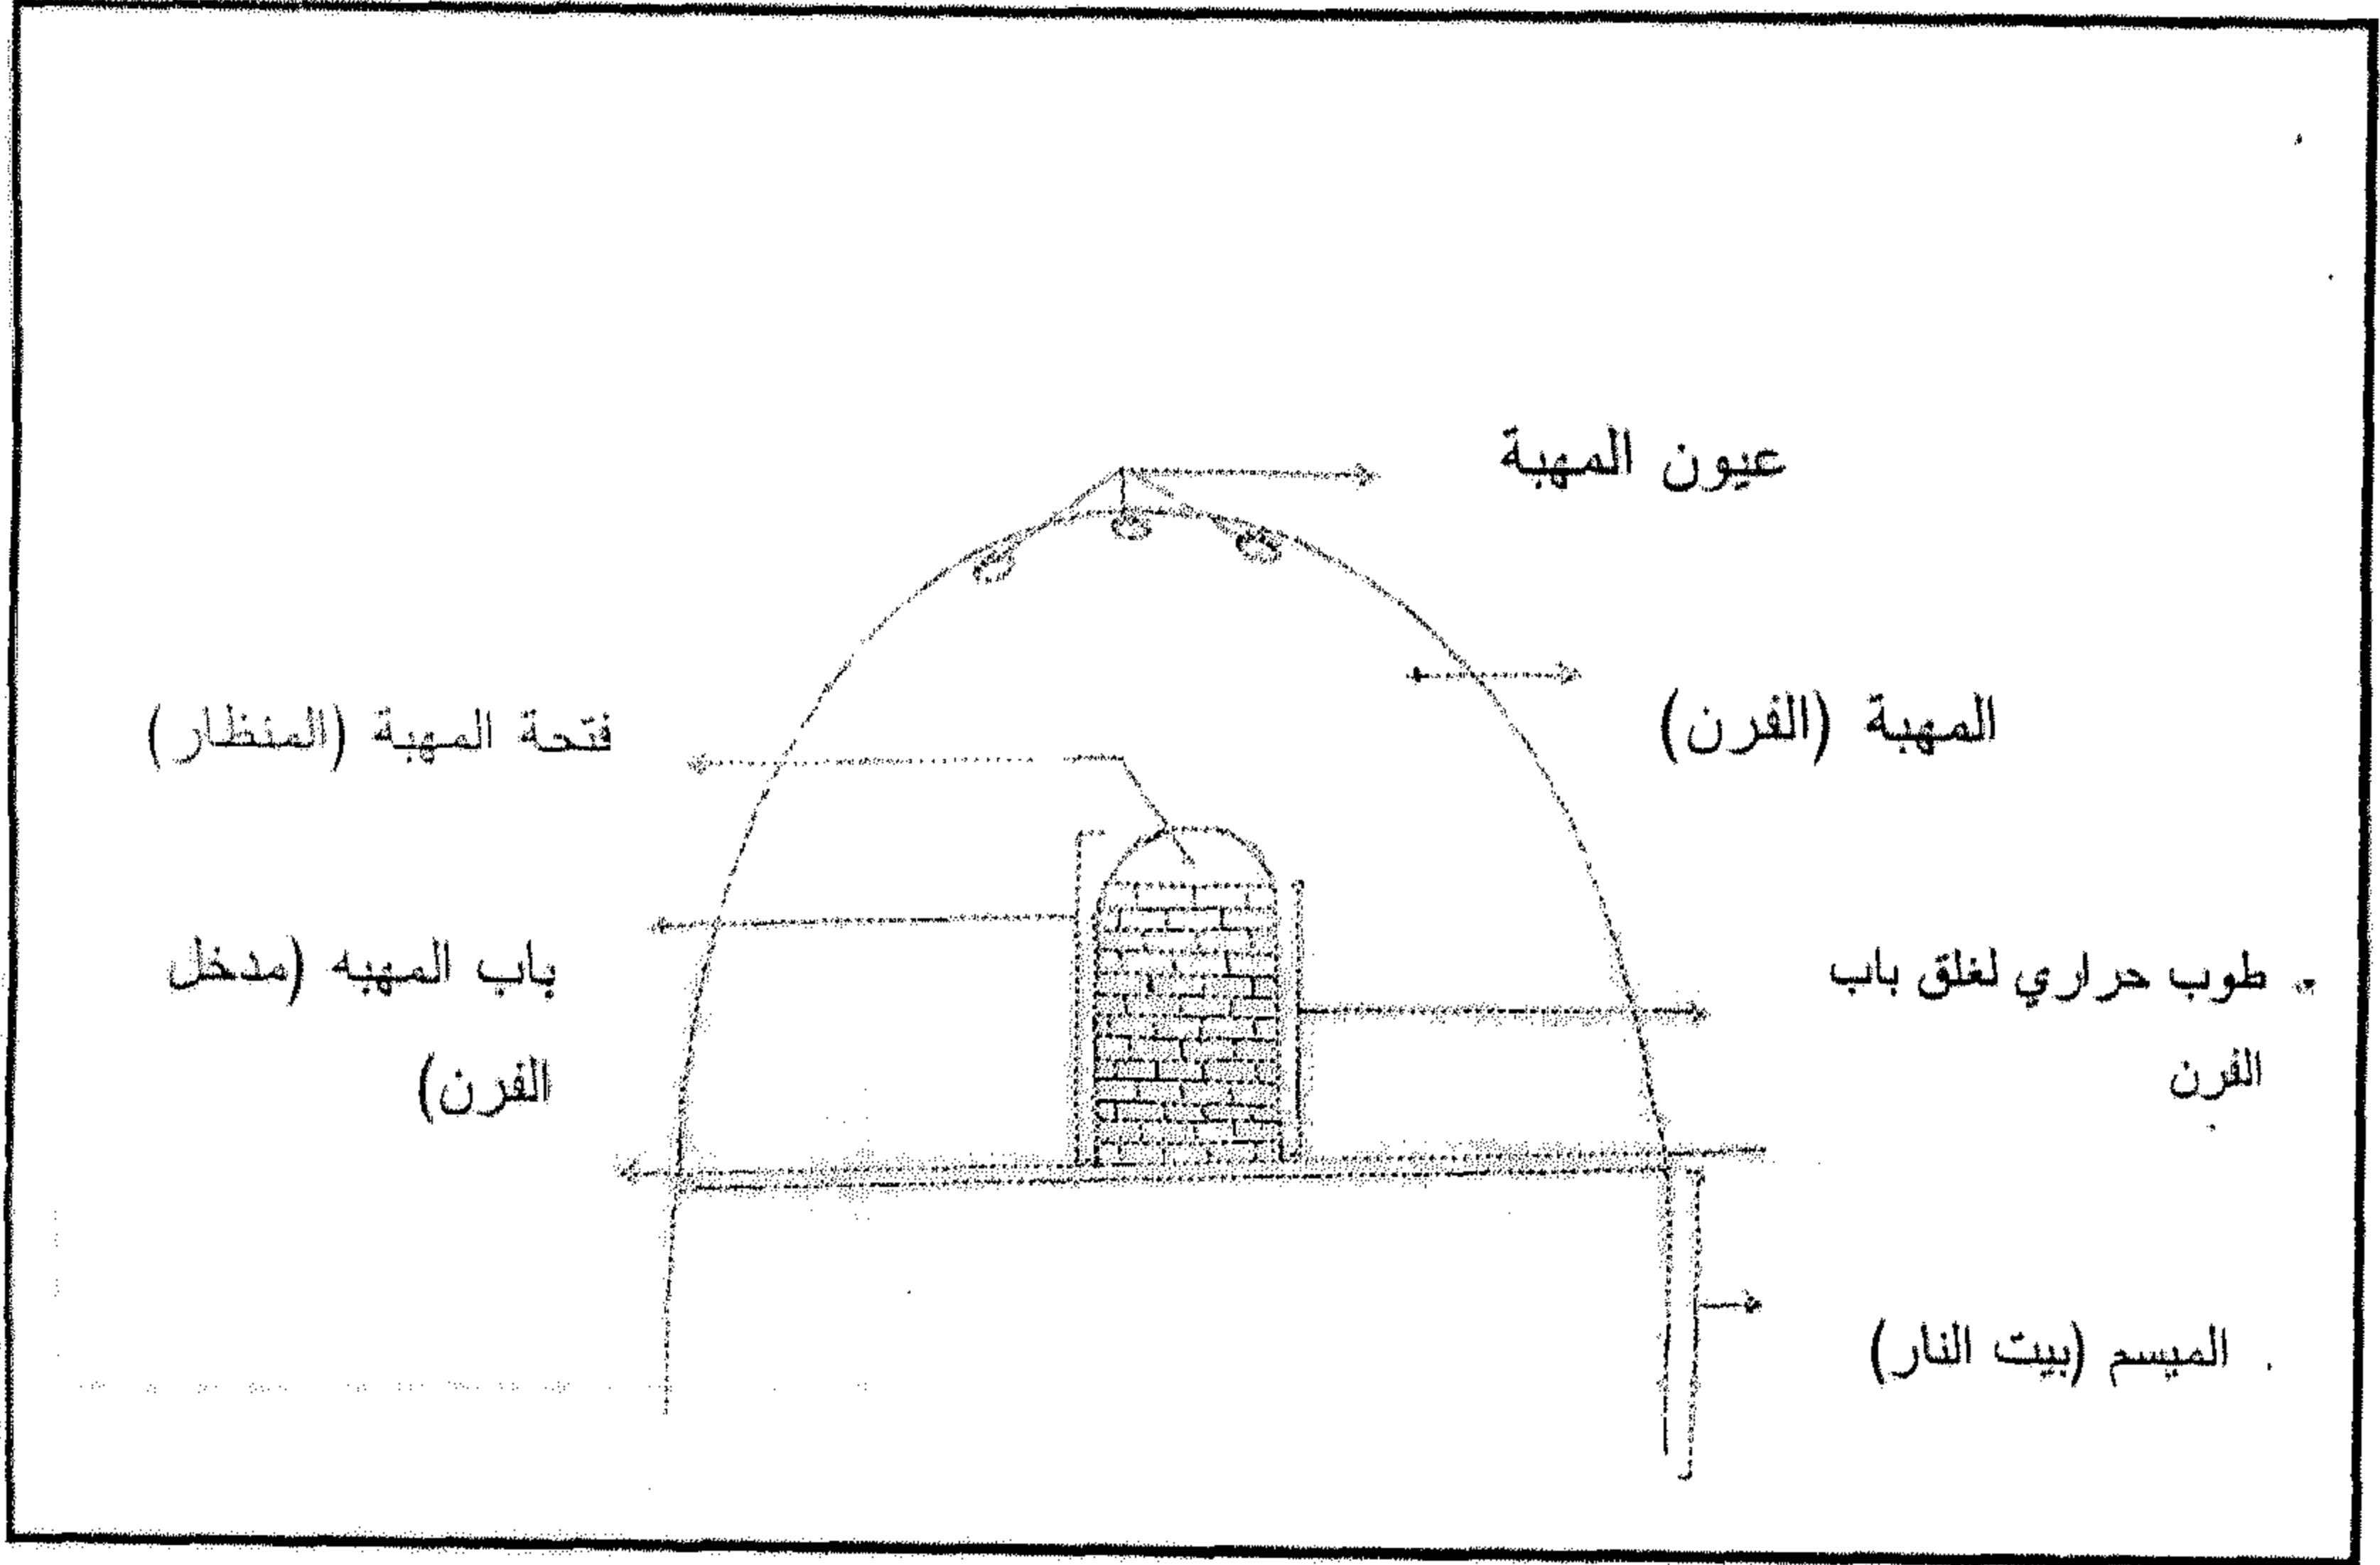 عيون المهبة
المهبة (الفرن)
فتحة المهبة (المنظار)
طوب حراري لغلق باب
الفرن
باب المهبه (مدخل
الفرن)
الميسم (بيت النار)